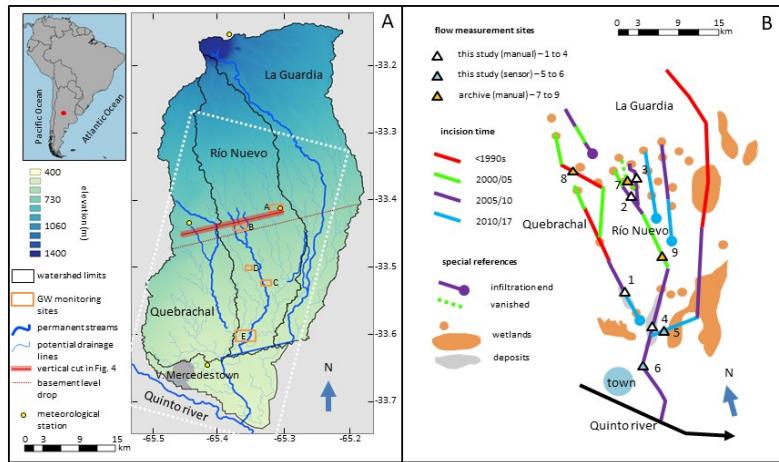 A
Pacific Ocean
Atlantic Ocean
400
730
1060
1400
elevation (m)
watershed limits
GW monitoring
sites
permanent streams
potential drainage
lines
vertical cut in Fig. 4
basement level
drop
meteorological
station
La Guardia
Río Nuevo
Quebrachal
A
B
D
C
E
V. Mercedes town
Quinto river
N
-33.2
-33.3
-33.4
-33.5
-33.6
-33.7
-65.5
-65.4
-65.3
-65.2
0 3 6 9 12 15
km
B
flow measurement sites
this study (manual) – 1 to 4
this study (sensor) – 5 to 6
archive (manual) – 7 to 9
incision time
<1990s
2000/05
2005/10
2010/17
special references
infiltration end
vanished
wetlands
deposits
0 3 6 9 12 15
km
La Guardia
8
7
3
2
Río Nuevo
Quebrachal
9
1
4
5
6
town
N
Quinto river